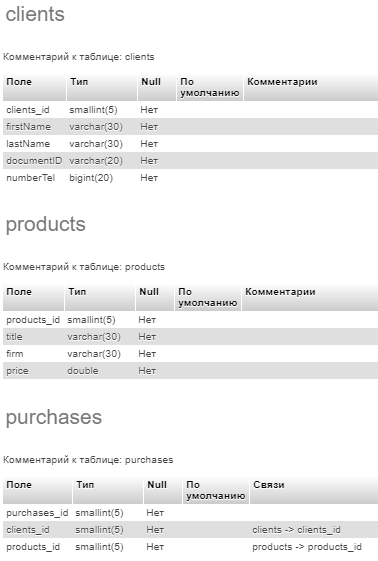 clients
Комментарий к таблице: clients
Поле Тип Null По умолчанию Комментарии
clients_id smallint(5) Нет
firstName varchar(30) Нет
lastName varchar(30) Нет
documentID varchar(20) Нет
numberTel bigint(20) Нет
products
Комментарий к таблице: products
Поле Тип Null По умолчанию Комментарии
products_id smallint(5) Нет
title varchar(30) Нет
firm varchar(30) Нет
price double Нет
purchases
Комментарий к таблице: purchases
Поле Тип Null По умолчанию Связи
purchases_id smallint(5) Нет
clients_id smallint(5) Нет clients -> clients_id
products_id smallint(5) Нет products -> products_id